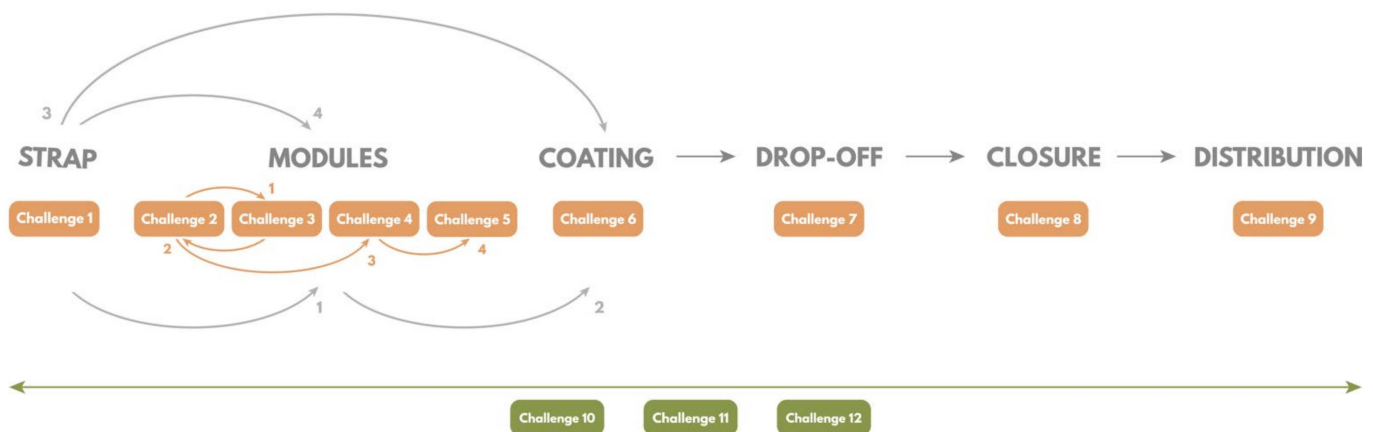 3
4
STRAP
MODULES
COATING
DROP-OFF
CLOSURE
DISTRIBUTION
1
Challenge 1
Challenge 2
Challenge 3
Challenge 4
Challenge 5
Challenge 6
Challenge 7
Challenge 8
Challenge 9
2
3
4
1
2
Challenge 10
Challenge 11
Challenge 12